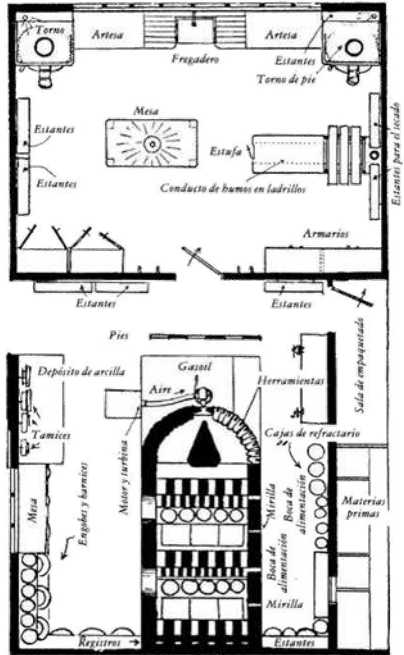 Torno
Artesa
Artesa
Estantes
Fregadero
Torno de pie
Mesa
Estantes
Estantes
Estufa
Conducto de humos en ladrillos
Estantes para el secado
Armarios
Estantes
Estantes
Pies
Sala de empaquetado
Depósito de arcilla
Gasoil
Aire
Herramientas
Tamices
Motor y turbina
Cajas de refractario
Mesa
Engobes y barnices
Mirilla
Boca de
alimentación
Materias
primas
Boca de
alimentación
Mirilla
Registros
Estantes